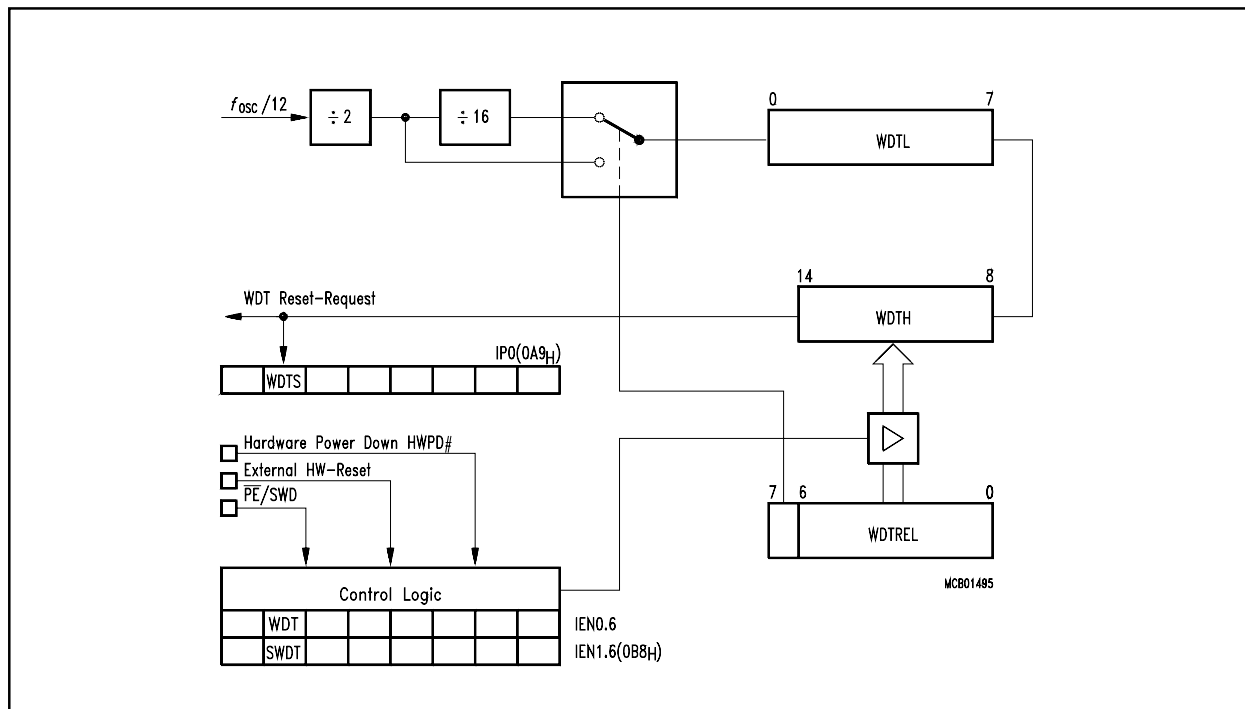 fosc/12
÷ 2
÷ 16
0 7
WDTL
14 8
WDTH
WDT Reset-Request
IP0(0A9H)
WDTS
Hardware Power Down HWPD#
External HW-Reset
PE/SWD
7 6 0
WDTREL
MCB01495
Control Logic
WDT IEN0.6
SWDT IEN1.6(0B8H)